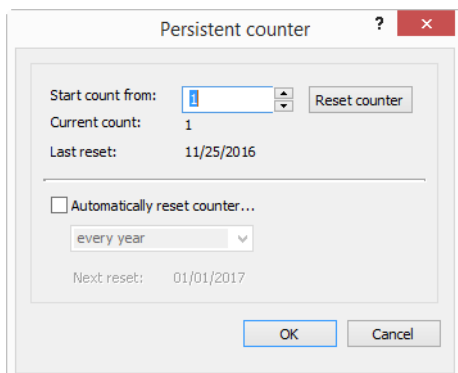 Persistent counter ? ×
Start count from: 1 Reset counter
Current count: 1
Last reset: 11/25/2016
Automatically reset counter...
every year
Next reset: 01/01/2017
OK Cancel